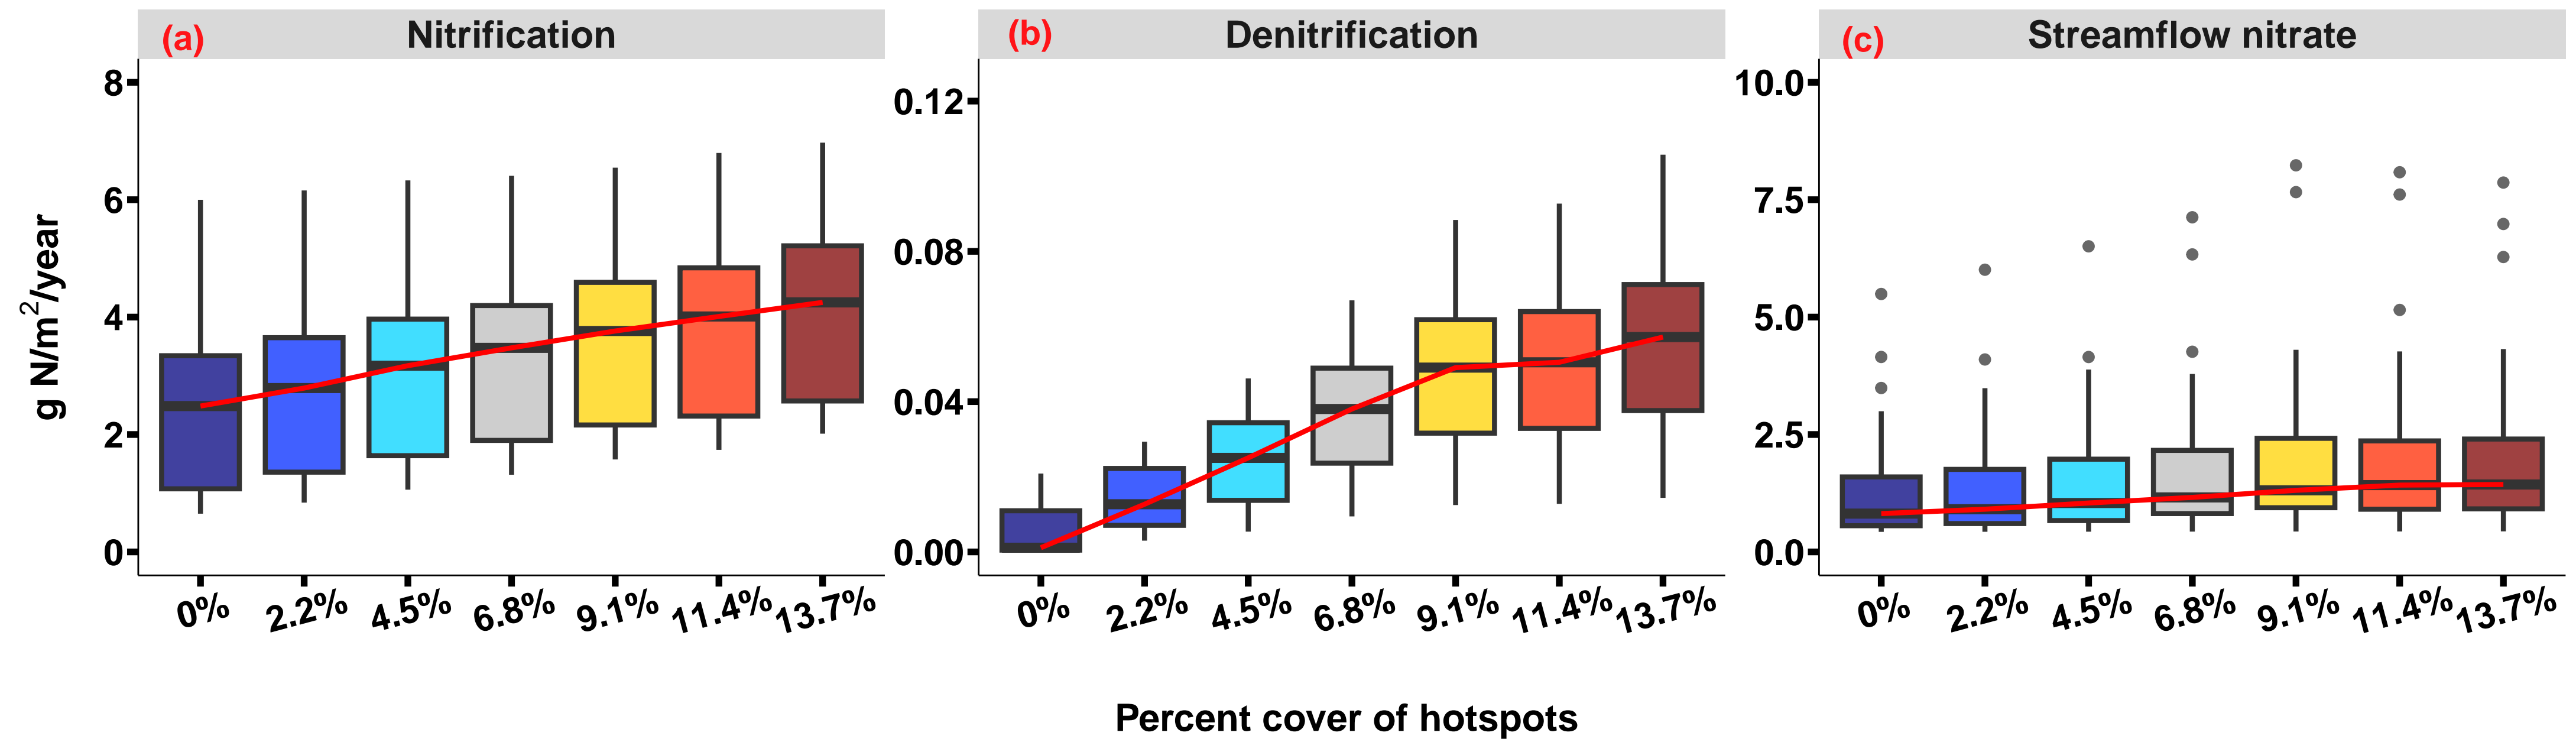 (a) Nitrification
(b) Denitrification
(c) Streamflow nitrate
g N/m²/year
8
6
4
2
0
0% 2.2% 4.5% 6.8% 9.1% 11.4% 13.7%
0.12
0.08
0.04
0.00
0% 2.2% 4.5% 6.8% 9.1% 11.4% 13.7%
10.0
7.5
5.0
2.5
0.0
0% 2.2% 4.5% 6.8% 9.1% 11.4% 13.7%
Percent cover of hotspots